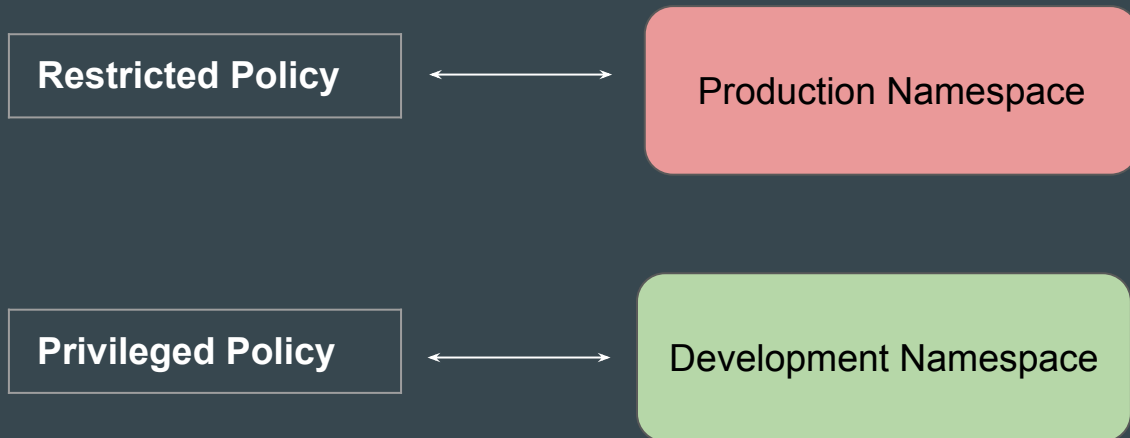 Restricted Policy
Production Namespace
Privileged Policy
Development Namespace